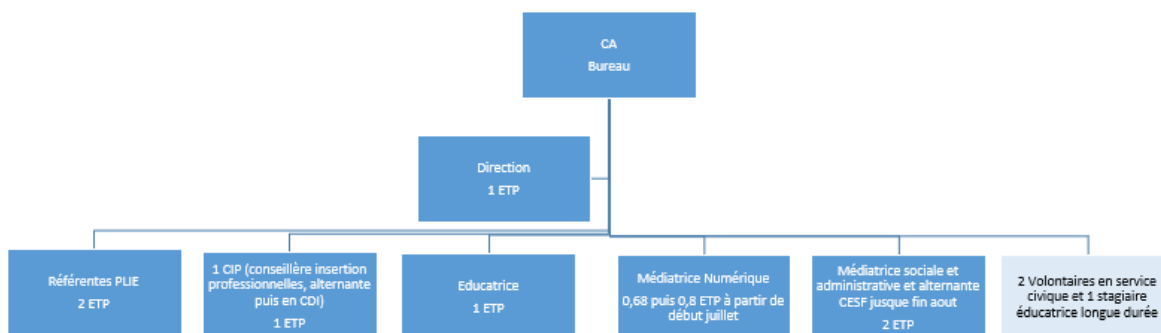 CA
Bureau
Direction
1 ETP
Référentes PLIE
2 ETP
1 CIP (conseillère insertion
professionnelles, alternante
puis en CDI)
1 ETP
Educatrice
1 ETP
Médiatrice Numérique
0,68 puis 0,8 ETP à partir de
début juillet
Médiatrice sociale et
administrative et alternante
CESF jusque fin aout
2 ETP
2 Volontaires en service
civique et 1 stagiaire
éducatrice longue durée